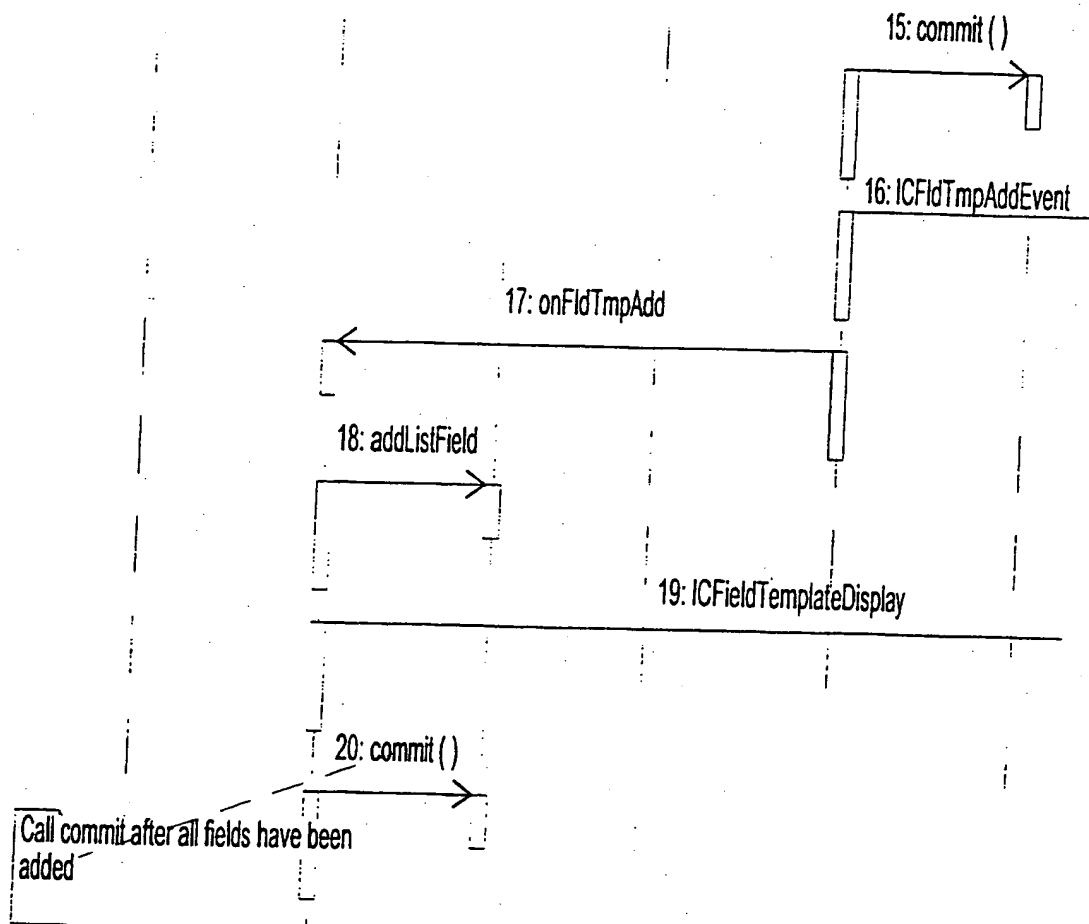 15: commit ( )
16: ICFldTmpAddEvent
17: onFldTmpAdd
18: addListField
19: ICFieldTemplateDisplay
20: commit ( )
Call commit after all fields have been
added